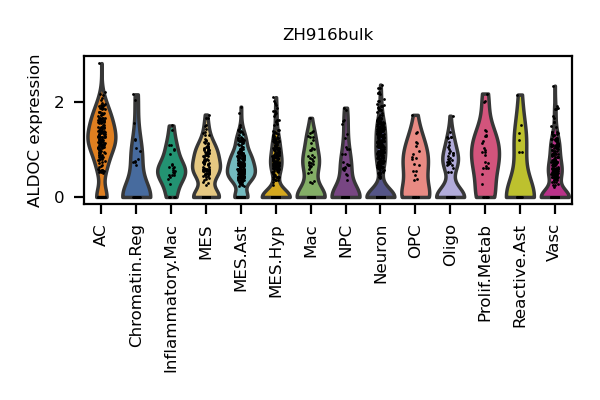 ZH916bulk
ALDOC expression
2
0
AC
Chromatin.Reg
Inflammatory.Mac
MES
MES.Ast
MES.Hyp
Mac
NPC
Neuron
OPC
Oligo
Prolif.Metab
Reactive.Ast
Vasc